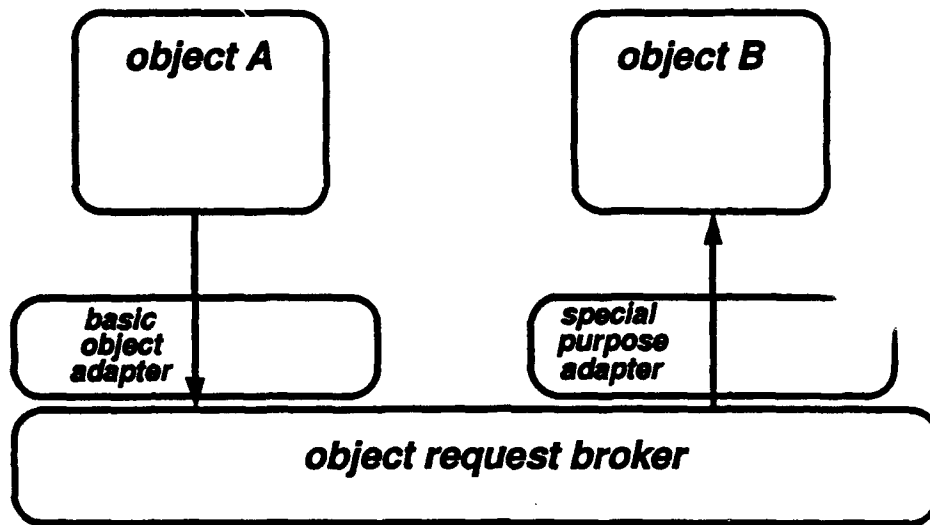 object A
object B
basic
object
adapter
special
purpose
adapter
object request broker